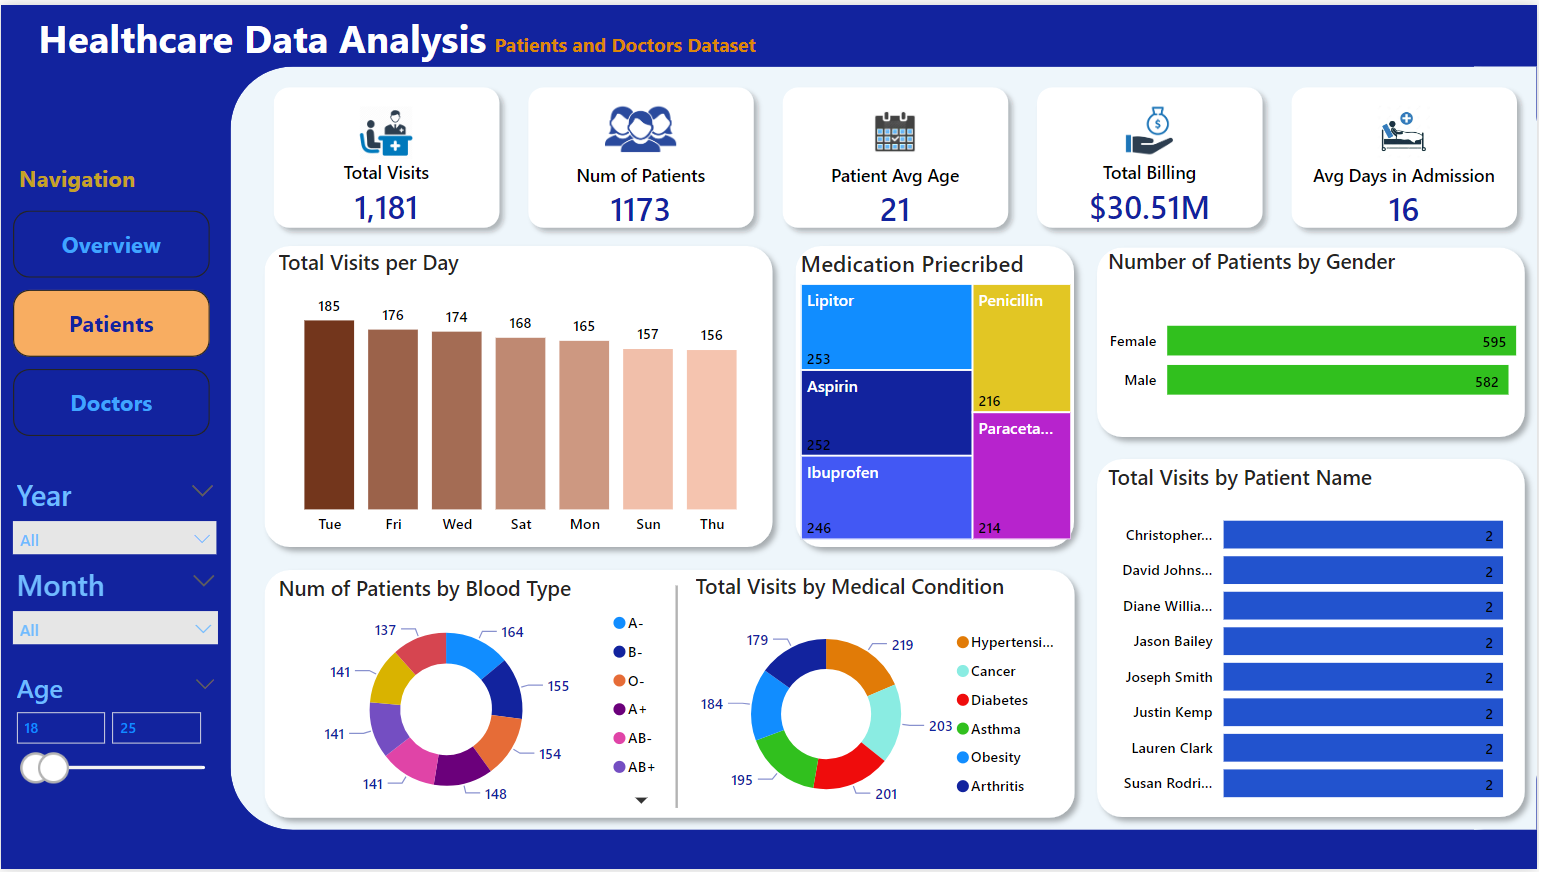 Healthcare Data Analysis Patients and Doctors Dataset
Navigation
Overview
Patients
Doctors
Year
All
Month
All
Age
18 25
Total Visits
1,181
Num of Patients
1173
Patient Avg Age
21
Total Billing
$30.51M
Avg Days in Admission
16
Total Visits per Day
185 176 174 168 165 157 156
Tue Fri Wed Sat Mon Sun Thu
Medication Priecribed
Lipitor
253
Aspirin
252
Ibuprofen
246
Penicillin
216
Paraceta...
214
Number of Patients by Gender
Female 595
Male 582
Num of Patients by Blood Type
164
155
154
148
141
141
141
137
A-
B-
O-
A+
AB-
AB+
Total Visits by Medical Condition
219
203
201
195
184
179
Hypertensi...
Cancer
Diabetes
Asthma
Obesity
Arthritis
Total Visits by Patient Name
Christopher... 2
David Johns... 2
Diane Willia... 2
Jason Bailey 2
Joseph Smith 2
Justin Kemp 2
Lauren Clark 2
Susan Rodri... 2